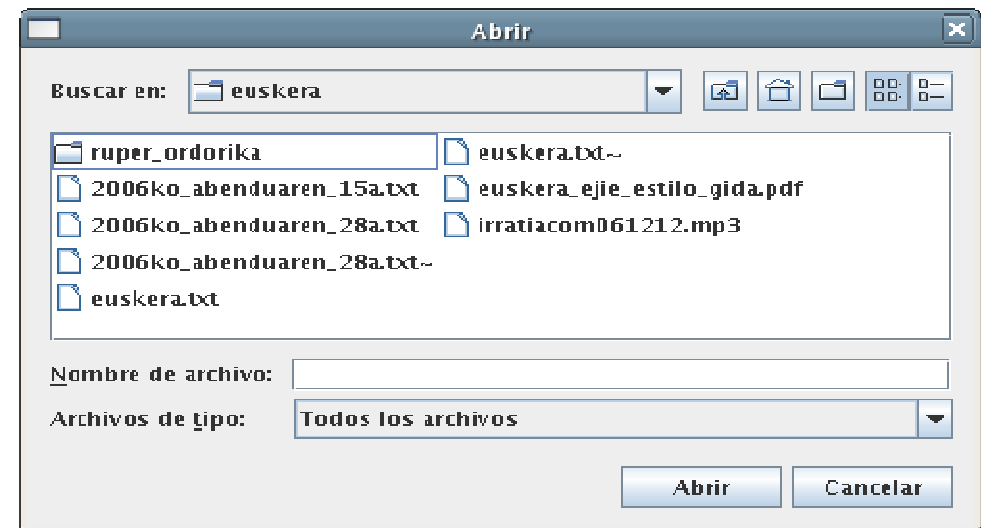 Abrir
Buscar en: euskera
ruper_ordorika
2006ko_abenduaren_15a.txt
2006ko_abenduaren_28a.txt
2006ko_abenduaren_28a.txt~
euskera.txt
euskera.txt~
euskera_ejie_estilo_gida.pdf
irratiacom061212.mp3
Nombre de archivo:
Archivos de tipo: Todos los archivos
Abrir Cancelar